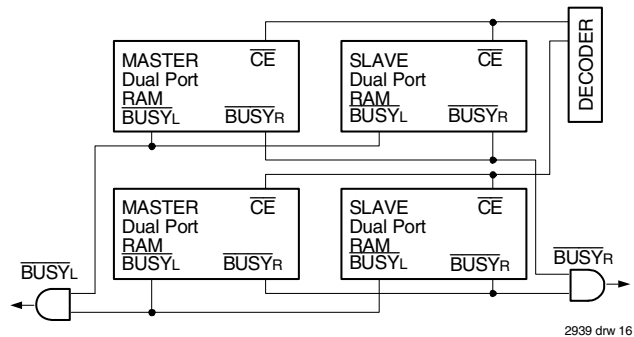 MASTER
Dual Port
RAM
BUSYL
CE
BUSYR
SLAVE
Dual Port
RAM
BUSYL
CE
BUSYR
DECODER
MASTER
Dual Port
RAM
BUSYL
CE
BUSYR
SLAVE
Dual Port
RAM
BUSYL
CE
BUSYR
BUSYL
BUSYR
2939 drw 16